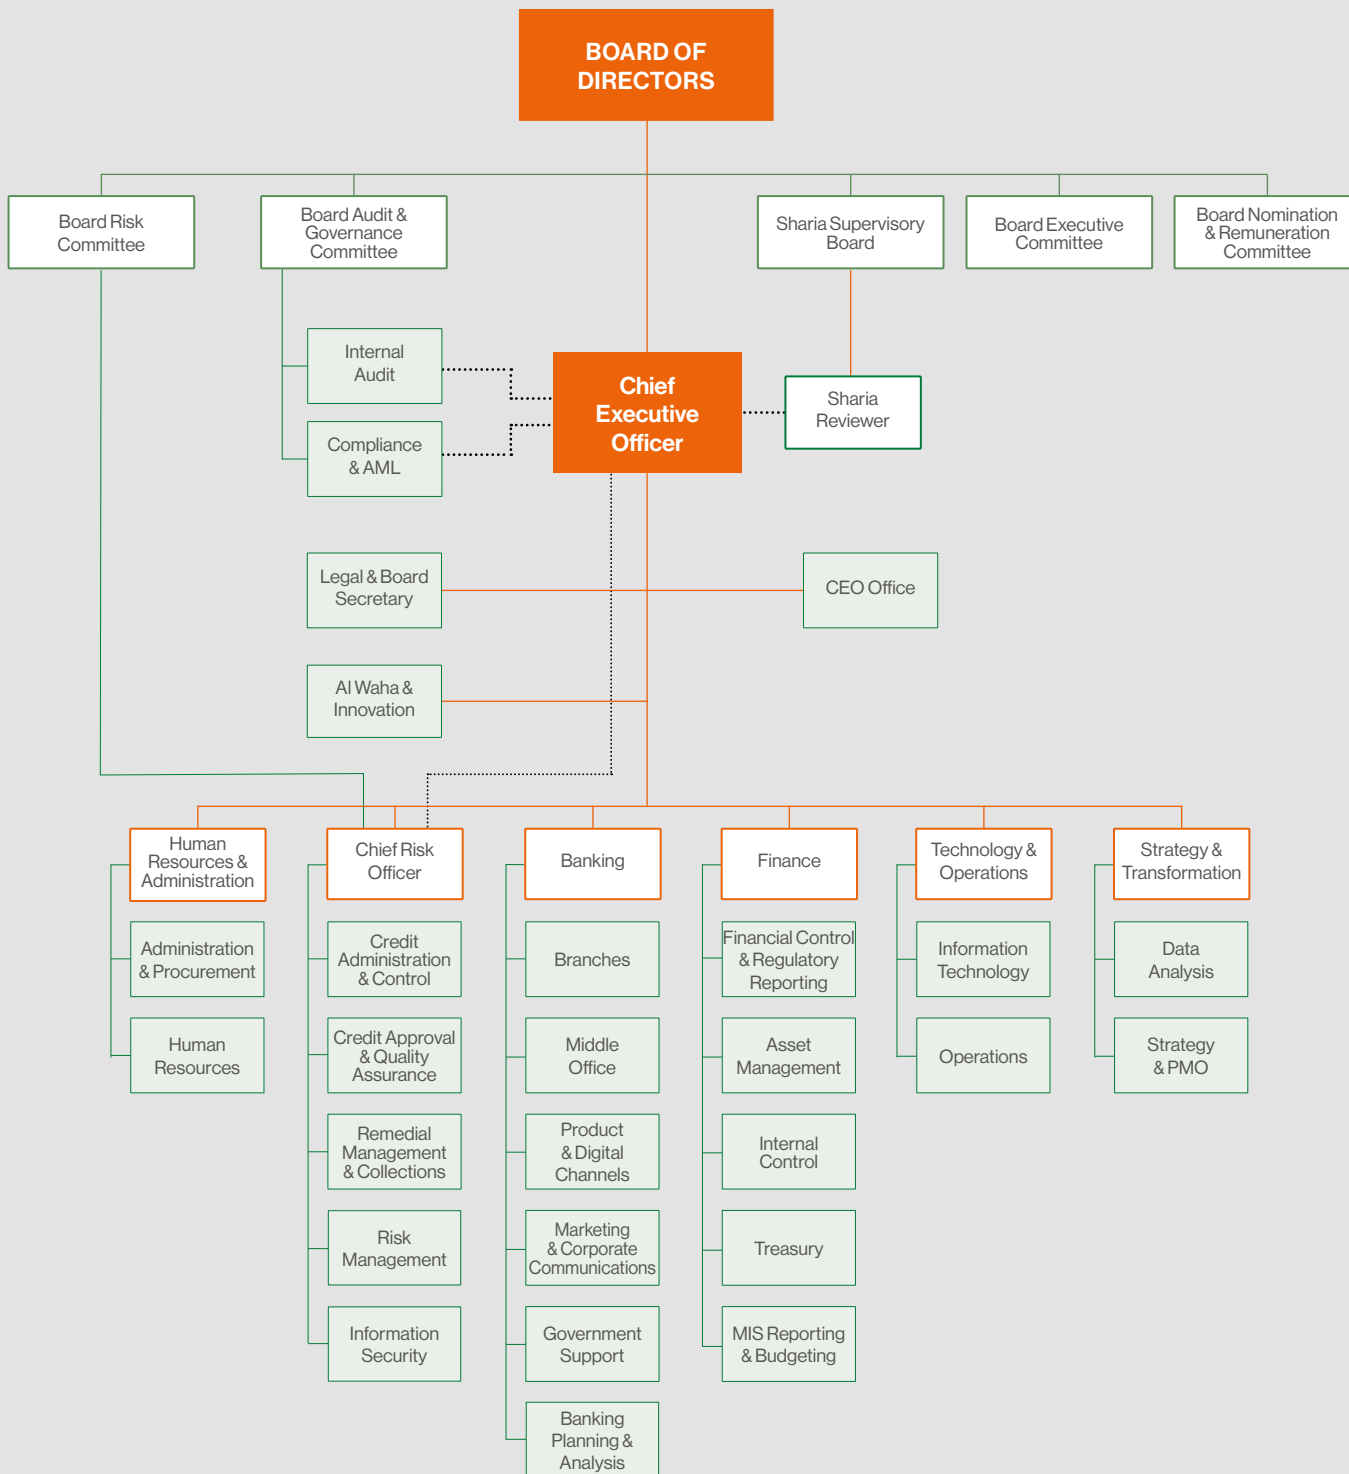 BOARD OF
DIRECTORS
Board Risk
Committee
Board Audit &
Governance
Committee
Sharia Supervisory
Board
Board Executive
Committee
Board Nomination
& Remuneration
Committee
Internal
Audit
Chief
Executive
Officer
Sharia
Reviewer
Compliance
& AML
Legal & Board
Secretary
CEO Office
Al Waha &
Innovation
Human
Resources &
Administration
Chief Risk
Officer
Banking
Finance
Technology &
Operations
Strategy &
Transformation
Administration
& Procurement
Credit
Administration
& Control
Branches
Financial Control
& Regulatory
Reporting
Information
Technology
Data
Analysis
Human
Resources
Credit Approval
& Quality
Assurance
Middle
Office
Asset
Management
Operations
Strategy
& PMO
Remedial
Management
& Collections
Product
& Digital
Channels
Internal
Control
Risk
Management
Marketing
& Corporate
Communications
Treasury
Information
Security
Government
Support
MIS Reporting
& Budgeting
Banking
Planning &
Analysis